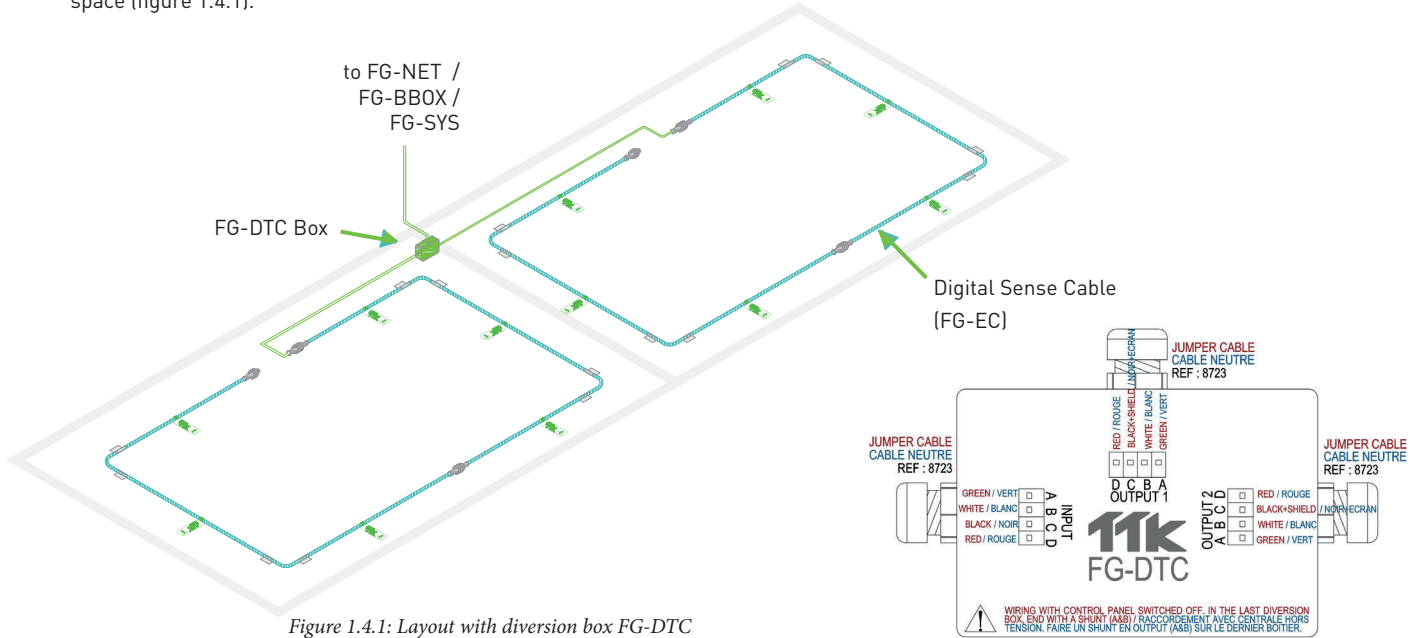 space (figure 1.4.1).
to FG-NET /
FG-BBOX /
FG-SYS
FG-DTC Box
Digital Sense Cable
(FG-EC)
JUMPER CABLE
CABLE NEUTRE
REF : 8723
RED / ROUGE
BLACK+SHIELD / NOIR+ECRAN
WHITE / BLANC
GREEN / VERT
D C B A
OUTPUT 1
JUMPER CABLE
CABLE NEUTRE
REF : 8723
GREEN / VERT
WHITE / BLANC
BLACK / NOIR
RED / ROUGE
A B C D
INPUT
JUMPER CABLE
CABLE NEUTRE
REF : 8723
OUTPUT 2
A B C D
RED / ROUGE
BLACK+SHIELD / NOIR+ECRAN
WHITE / BLANC
GREEN / VERT
TTK
FG-DTC
WIRING WITH CONTROL PANEL SWITCHED OFF. IN THE LAST DIVERSION
BOX, END WITH A SHUNT (A&B) / RACCORDEMENT AVEC CENTRALE HORS
TENSION. FAIRE UN SHUNT EN OUTPUT (A&B) SUR LE DERNIER BOITIER.
Figure 1.4.1: Layout with diversion box FG-DTC